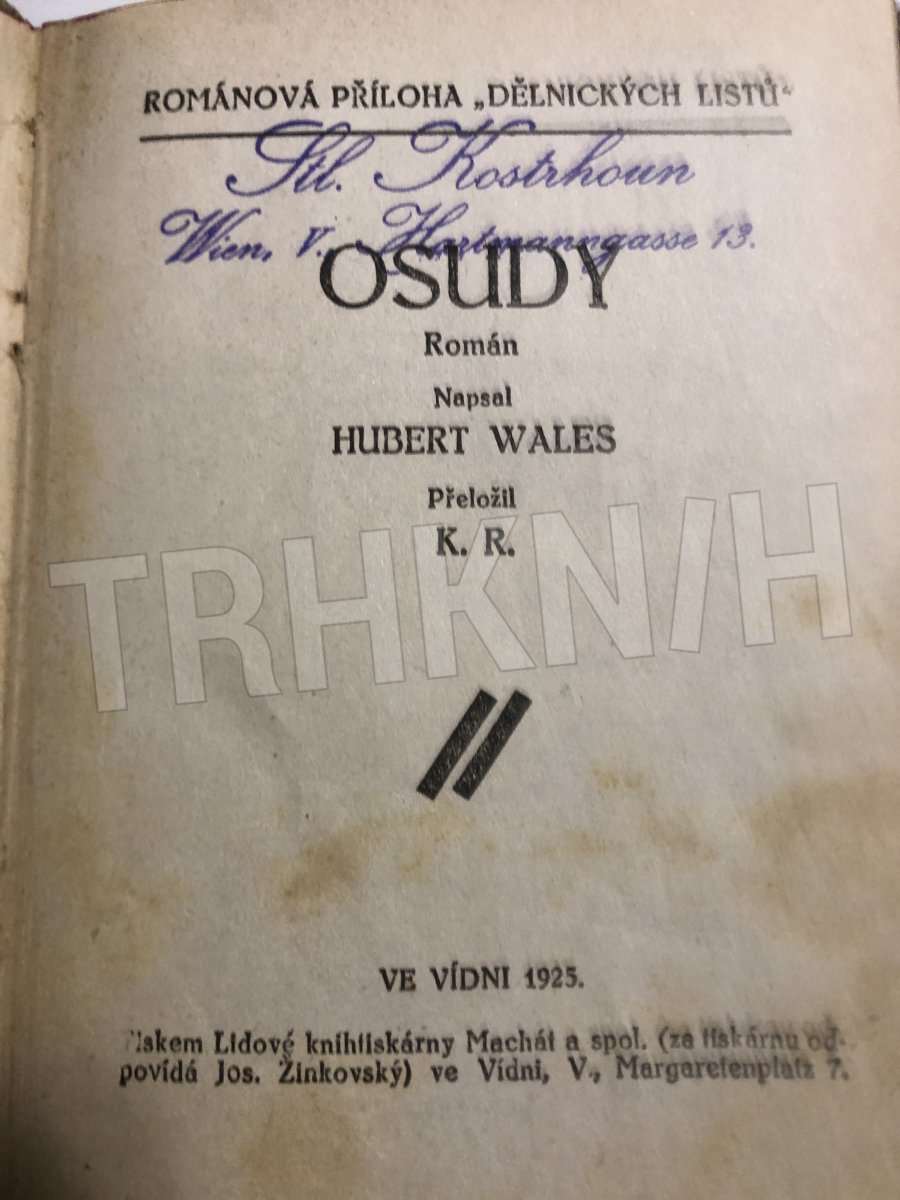 ROMÁNOVÁ PŘÍLOHA „DĚLNICKÝCH LISTŮ“
Stl. Kostrhoun
Wien, V., Hartmanngasse 13.
OSUDY
Román
Napsal
HUBERT WALES
Přeložil
K. R.
TRHKNIH
VE VÍDNI 1925.
Tiskem Lidové knihtiskárny Machát a spol. (za tiskárnu od-
povídá Jos. Žinkovský) ve Vídni, V., Margaretenplatz 7.